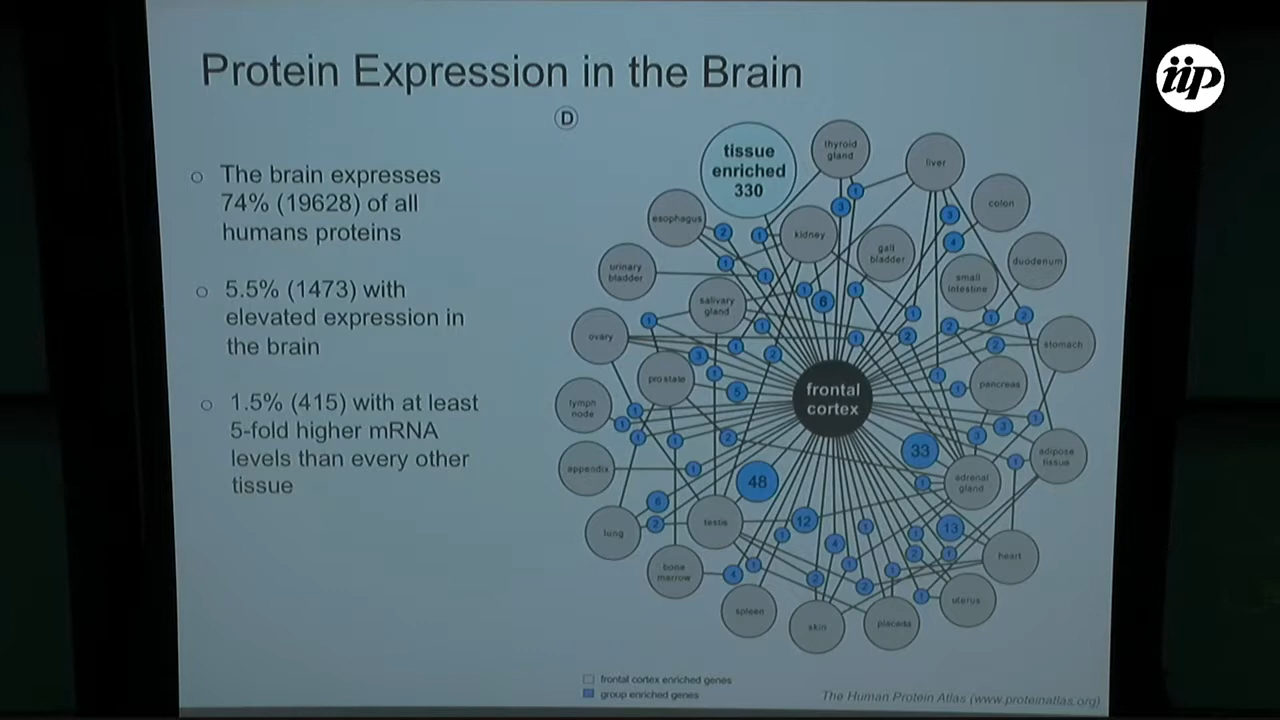 Protein Expression in the Brain
iip
D
○ The brain expresses
74% (19628) of all
humans proteins
○ 5.5% (1473) with
elevated expression in
the brain
○ 1.5% (415) with at least
5-fold higher mRNA
levels than every other
tissue
tissue
enriched
330
thyroid
gland
liver
colon
esophagus
kidney
gall
bladder
duodenum
urinary
bladder
small
intestine
salivary
gland
ovary
stomach
prostate
pancreas
frontal
cortex
lymph
node
adipose
tissue
appendix
adrenal
gland
33
48
12
13
testis
lung
heart
bone
marrow
uterus
spleen
skin
placenta
frontal cortex enriched genes
group enriched genes
The Human Protein Atlas (www.proteinatlas.org)